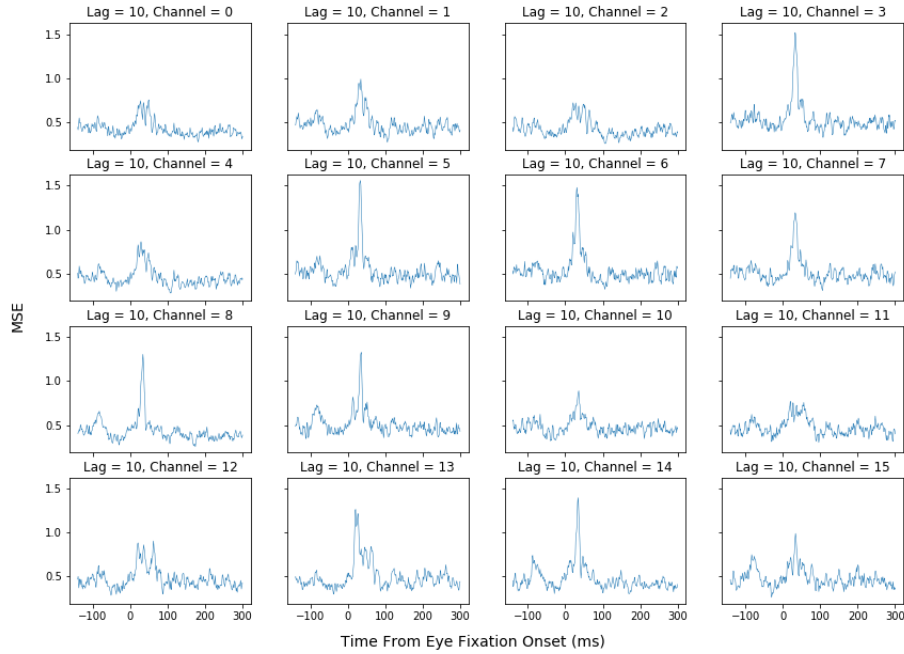 Lag = 10, Channel = 0 Lag = 10, Channel = 1 Lag = 10, Channel = 2 Lag = 10, Channel = 3
1.5
1.0
0.5
Lag = 10, Channel = 4 Lag = 10, Channel = 5 Lag = 10, Channel = 6 Lag = 10, Channel = 7
1.5
1.0
0.5
MSE
Lag = 10, Channel = 8 Lag = 10, Channel = 9 Lag = 10, Channel = 10 Lag = 10, Channel = 11
1.5
1.0
0.5
Lag = 10, Channel = 12 Lag = 10, Channel = 13 Lag = 10, Channel = 14 Lag = 10, Channel = 15
1.5
1.0
0.5
−100 0 100 200 300 −100 0 100 200 300 −100 0 100 200 300 −100 0 100 200 300
Time From Eye Fixation Onset (ms)